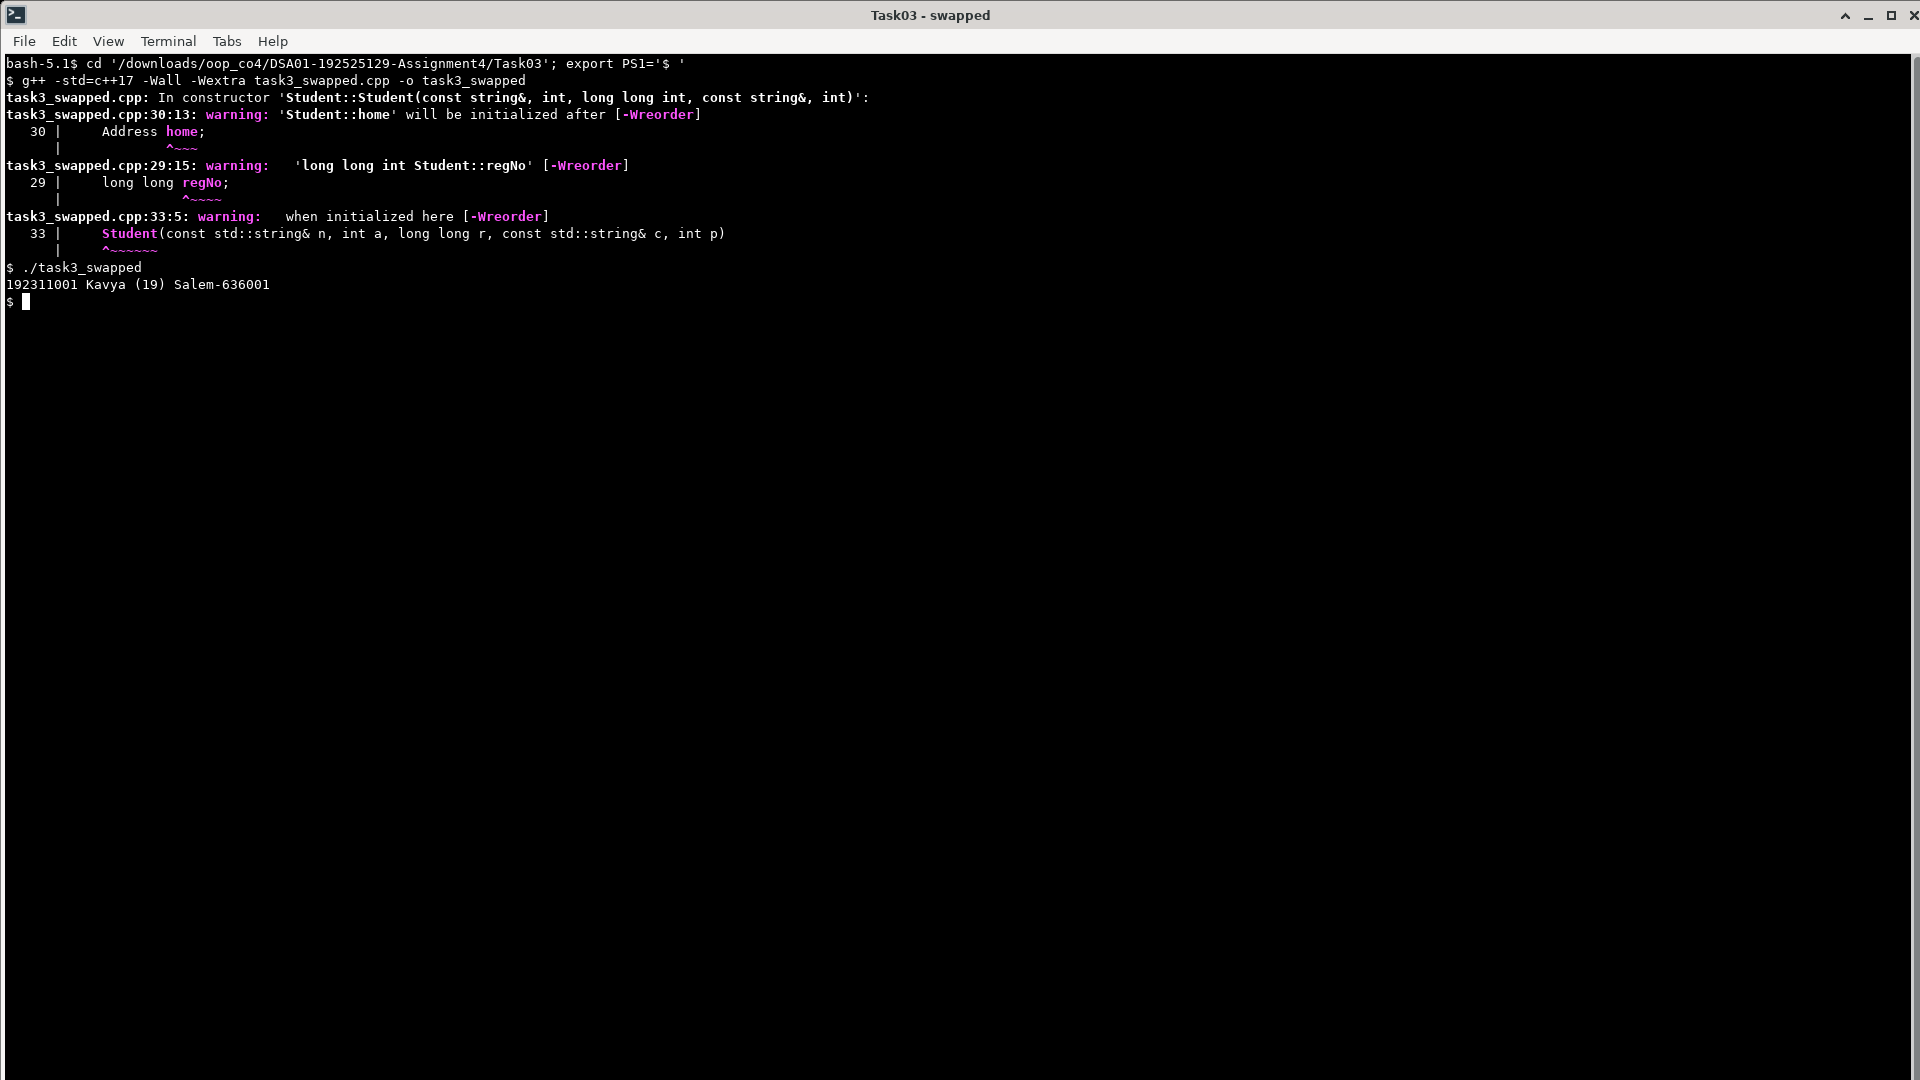 Task03 - swapped
File Edit View Terminal Tabs Help
bash-5.1$ cd '/downloads/oop_co4/DSA01-192525129-Assignment4/Task03'; export PS1='$ '
$ g++ -std=c++17 -Wall -Wextra task3_swapped.cpp -o task3_swapped
task3_swapped.cpp: In constructor 'Student::Student(const string&, int, long long int, const string&, int)':
task3_swapped.cpp:30:13: warning: 'Student::home' will be initialized after [-Wreorder]
   30 |     Address home;
      |             ^~~~
task3_swapped.cpp:29:15: warning:   'long long int Student::regNo' [-Wreorder]
   29 |     long long regNo;
      |               ^~~~~
task3_swapped.cpp:33:5: warning:   when initialized here [-Wreorder]
   33 |     Student(const std::string& n, int a, long long r, const std::string& c, int p)
      |     ^~~~~~~
$ ./task3_swapped
192311001 Kavya (19) Salem-636001
$